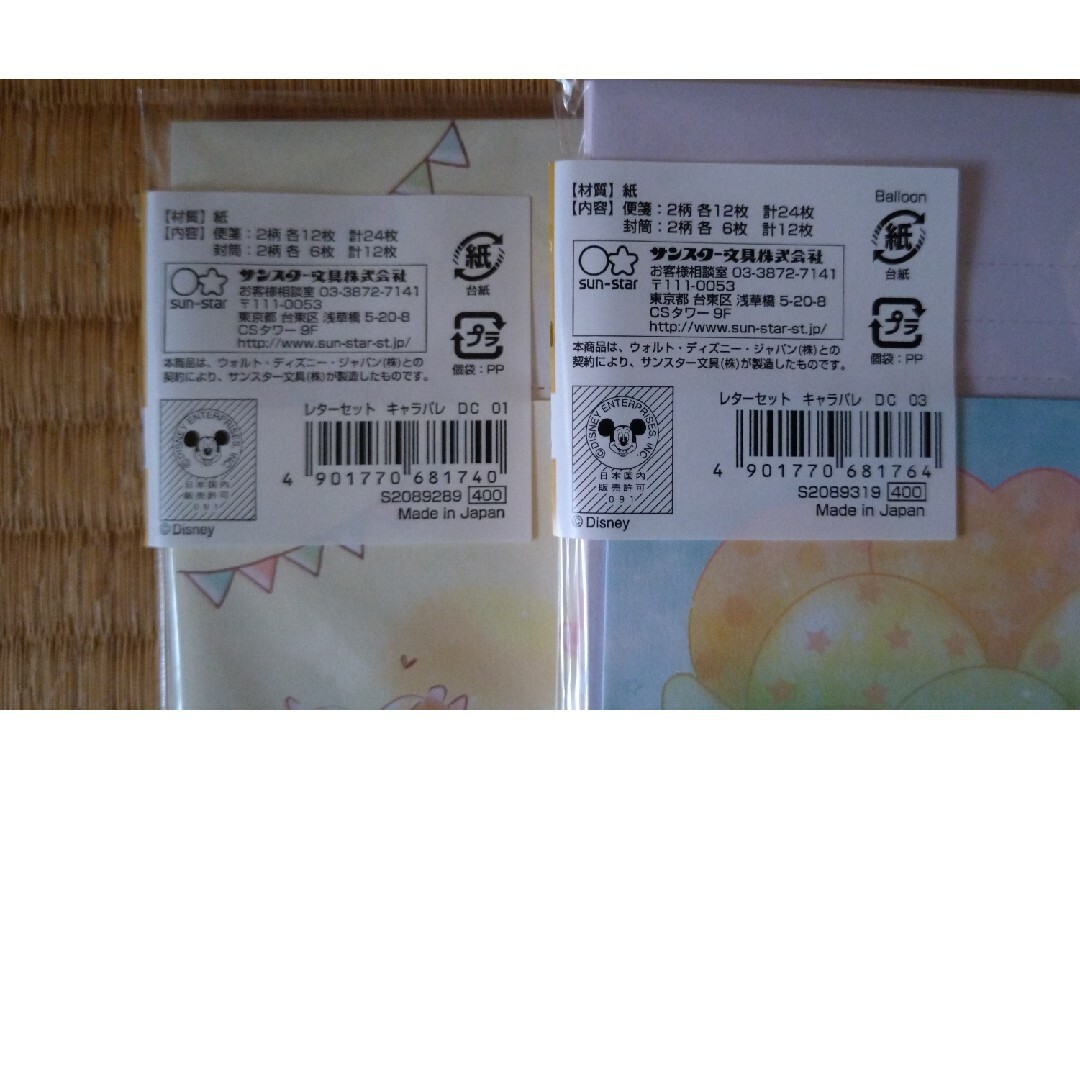 【材質】紙
【内容】便箋：2柄 各12枚 計24枚
封筒：2柄 各 6枚 計12枚
sun-star
サンスター文具株式会社
お客様相談室 03-3872-7141
〒111-0053
東京都 台東区 浅草橋 5-20-8
CSタワー 9F
http://www.sun-star-st.jp/
紙
台紙
プラ
個袋：PP
本商品は、ウォルト・ディズニー・ジャパン(株)との
契約により、サンスター文具(株)が製造したものです。
©DISNEY ENTERPRISES, INC.
日本国内
販売許可
091
©Disney
レターセット キャラバレ DC 01
4 901770 681740
S2089289 400
Made in Japan
【材質】紙
Balloon
【内容】便箋：2柄 各12枚 計24枚
封筒：2柄 各 6枚 計12枚
sun-star
サンスター文具株式会社
お客様相談室 03-3872-7141
〒111-0053
東京都 台東区 浅草橋 5-20-8
CSタワー 9F
http://www.sun-star-st.jp/
紙
台紙
プラ
個袋：PP
本商品は、ウォルト・ディズニー・ジャパン(株)との
契約により、サンスター文具(株)が製造したものです。
©DISNEY ENTERPRISES, INC.
日本国内
販売許可
091
©Disney
レターセット キャラバレ DC 03
4 901770 681764
S2089319 400
Made in Japan